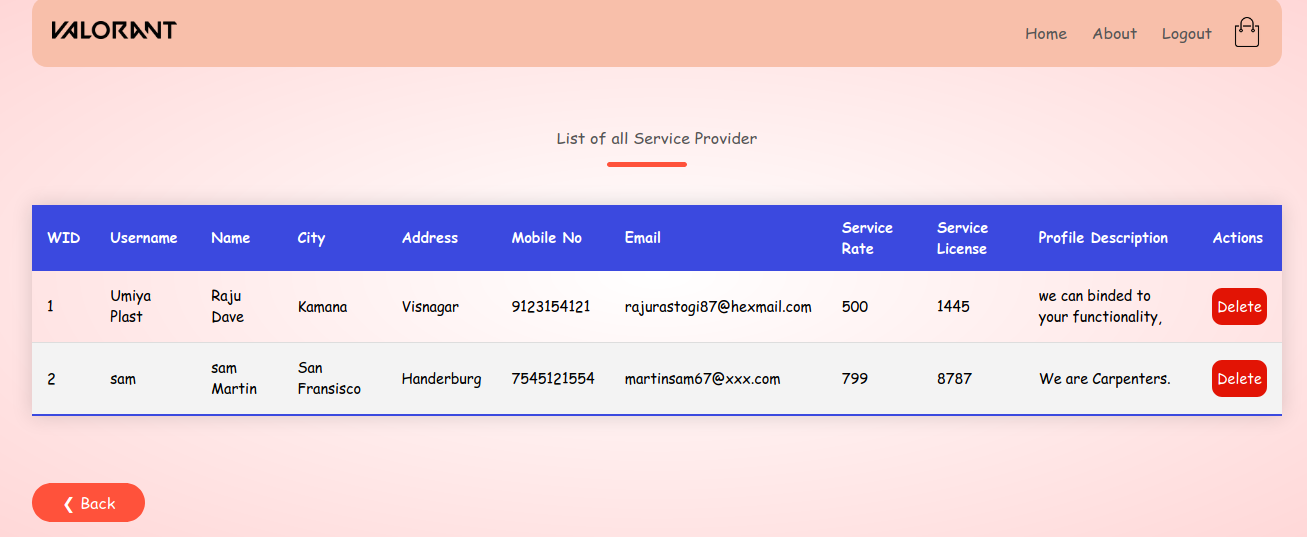 VALORANT
Home About Logout
List of all Service Provider
WID Username Name City Address Mobile No Email Service Rate Service License Profile Description Actions
1 Umiya Plast Raju Dave Kamana Visnagar 9123154121 rajurastogi87@hexmail.com 500 1445 we can binded to your functionality, Delete
2 sam sam Martin San Fransisco Handerburg 7545121554 martinsam67@xxx.com 799 8787 We are Carpenters. Delete
❮ Back